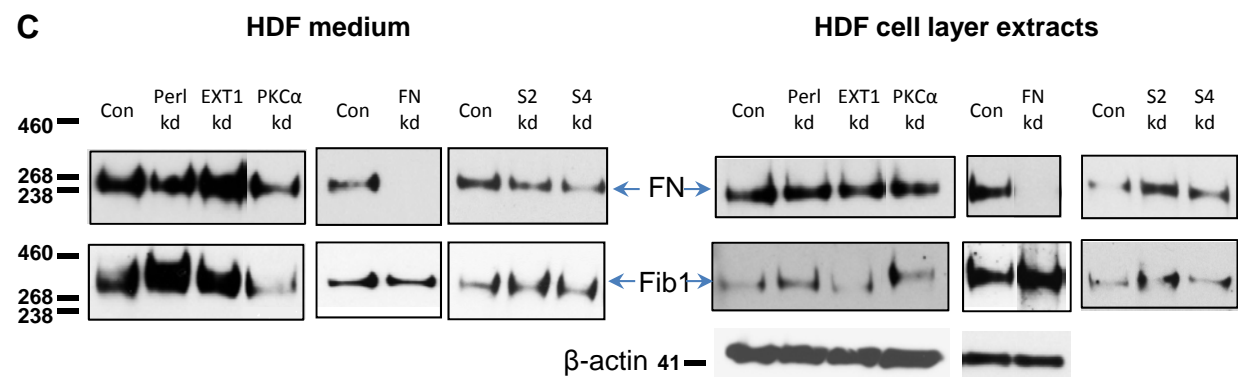 C
HDF medium
HDF cell layer extracts
Con Perl kd EXT1 kd PKCα kd Con FN kd Con S2 kd S4 kd
Con Perl kd EXT1 kd PKCα kd Con FN kd Con S2 kd S4 kd
460
268
238
FN
460
268
238
Fib1
β-actin 41